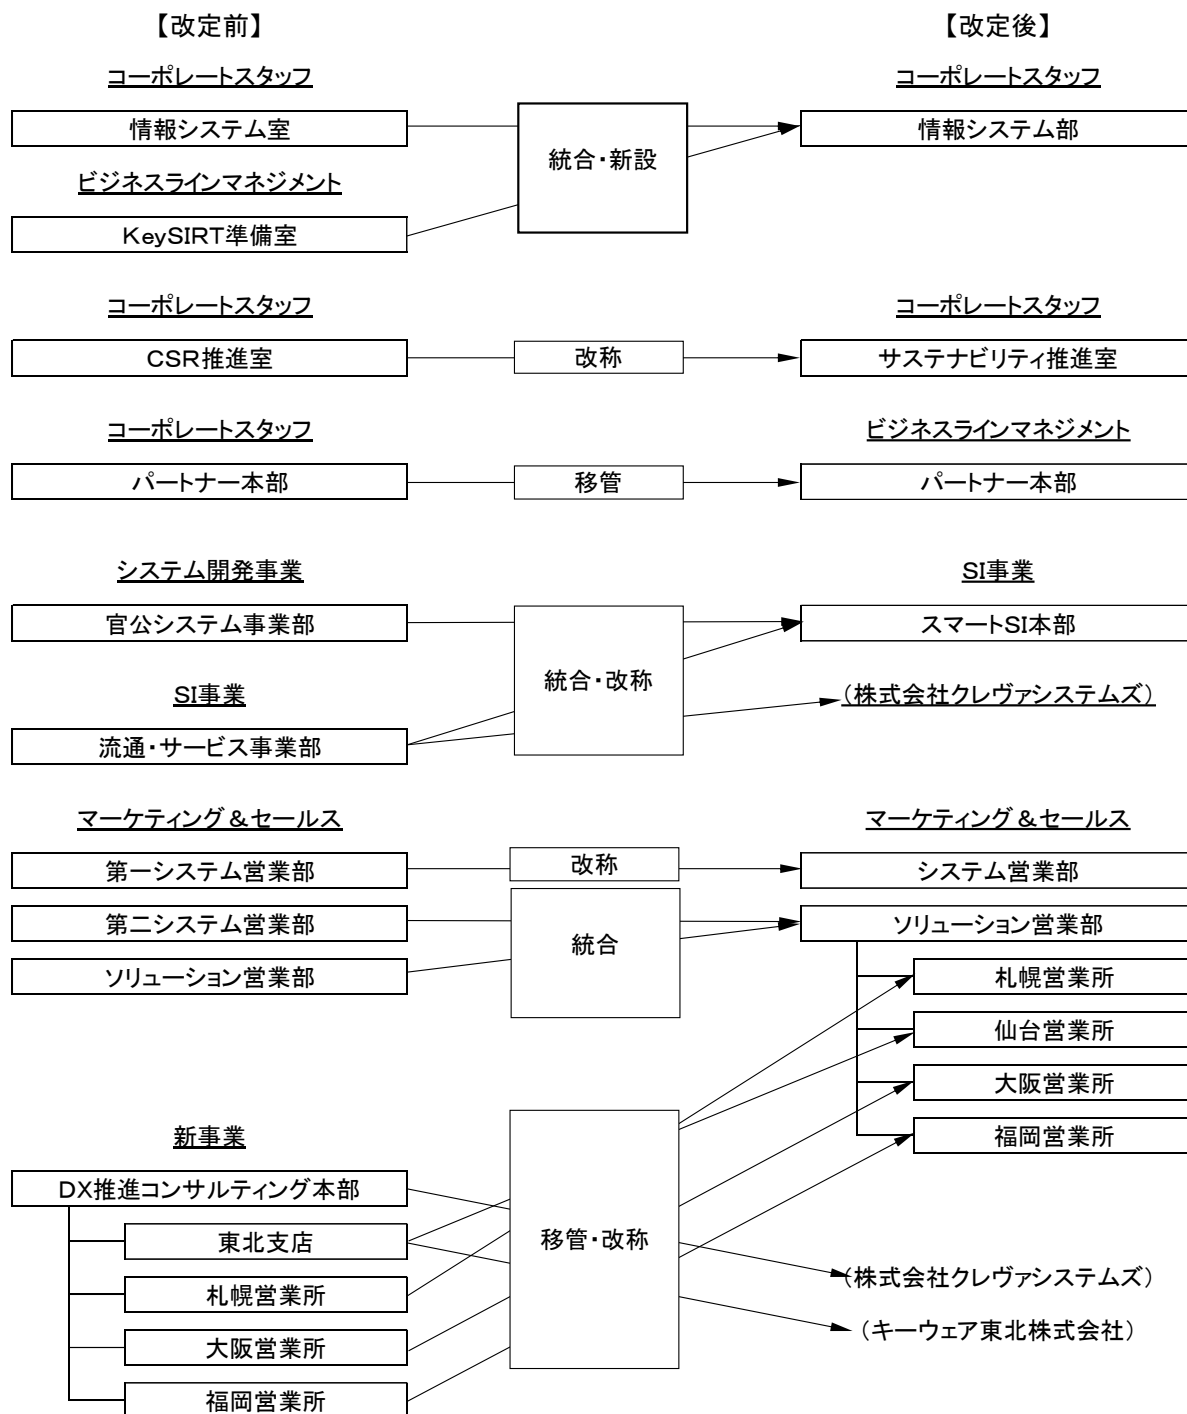 【改定前】
【改定後】
コーポレートスタッフ
コーポレートスタッフ
情報システム室
統合・新設
情報システム部
ビジネスラインマネジメント
KeySIRT準備室
コーポレートスタッフ
コーポレートスタッフ
CSR推進室
改称
サステナビリティ推進室
コーポレートスタッフ
ビジネスラインマネジメント
パートナー本部
移管
パートナー本部
システム開発事業
SI事業
官公システム事業部
スマートSI本部
統合・改称
SI事業
（株式会社クレヴァシステムズ）
流通・サービス事業部
マーケティング＆セールス
マーケティング＆セールス
第一システム営業部
改称
システム営業部
第二システム営業部
統合
ソリューション営業部
ソリューション営業部
札幌営業所
仙台営業所
大阪営業所
福岡営業所
新事業
DX推進コンサルティング本部
東北支店
移管・改称
札幌営業所
（株式会社クレヴァシステムズ）
大阪営業所
（キーウェア東北株式会社）
福岡営業所